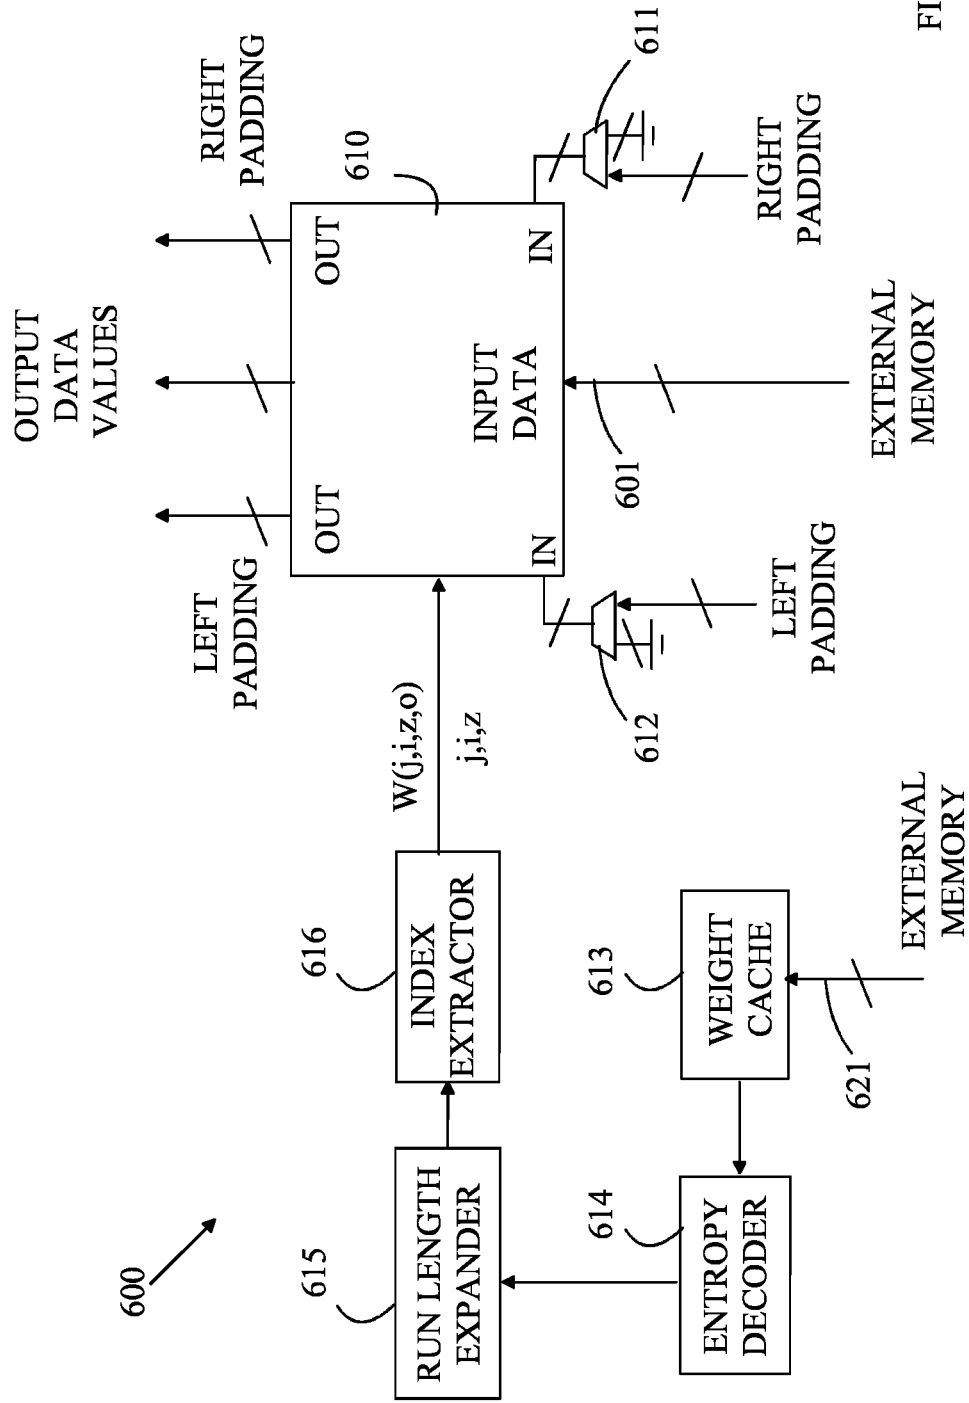 600
OUTPUT
DATA
VALUES
LEFT
PADDING
RIGHT
PADDING
OUT
OUT
610
INPUT
DATA
IN
IN
W(j,i,z,o)
j,i,z
615
RUN LENGTH
EXPANDER
616
INDEX
EXTRACTOR
612
611
601
LEFT
PADDING
RIGHT
PADDING
EXTERNAL
MEMORY
614
ENTROPY
DECODER
613
WEIGHT
CACHE
621
EXTERNAL
MEMORY
FI